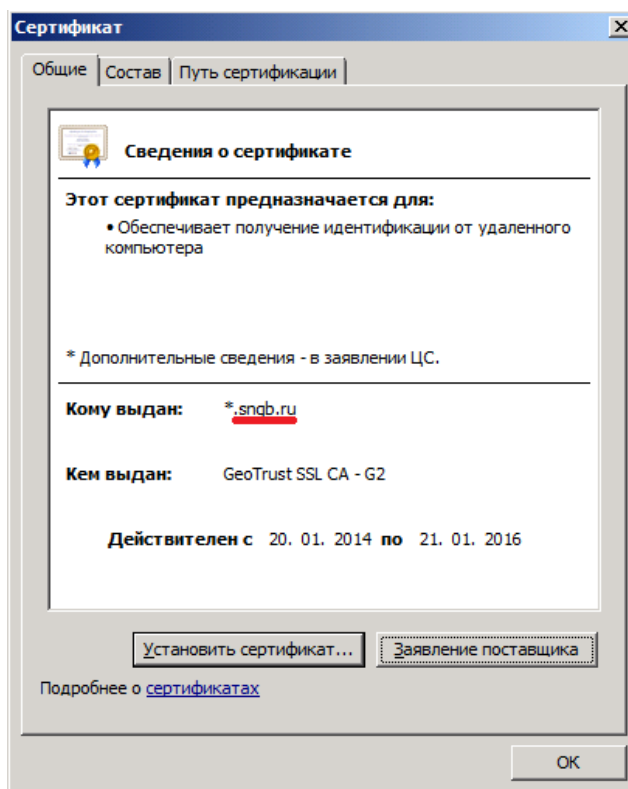 Сертификат
Общие Состав Путь сертификации
Сведения о сертификате
Этот сертификат предназначается для:
• Обеспечивает получение идентификации от удаленного
компьютера
* Дополнительные сведения - в заявлении ЦС.
Кому выдан: *.sngb.ru
Кем выдан: GeoTrust SSL CA - G2
Действителен с 20. 01. 2014 по 21. 01. 2016
Установить сертификат... Заявление поставщика
Подробнее о сертификатах
OK